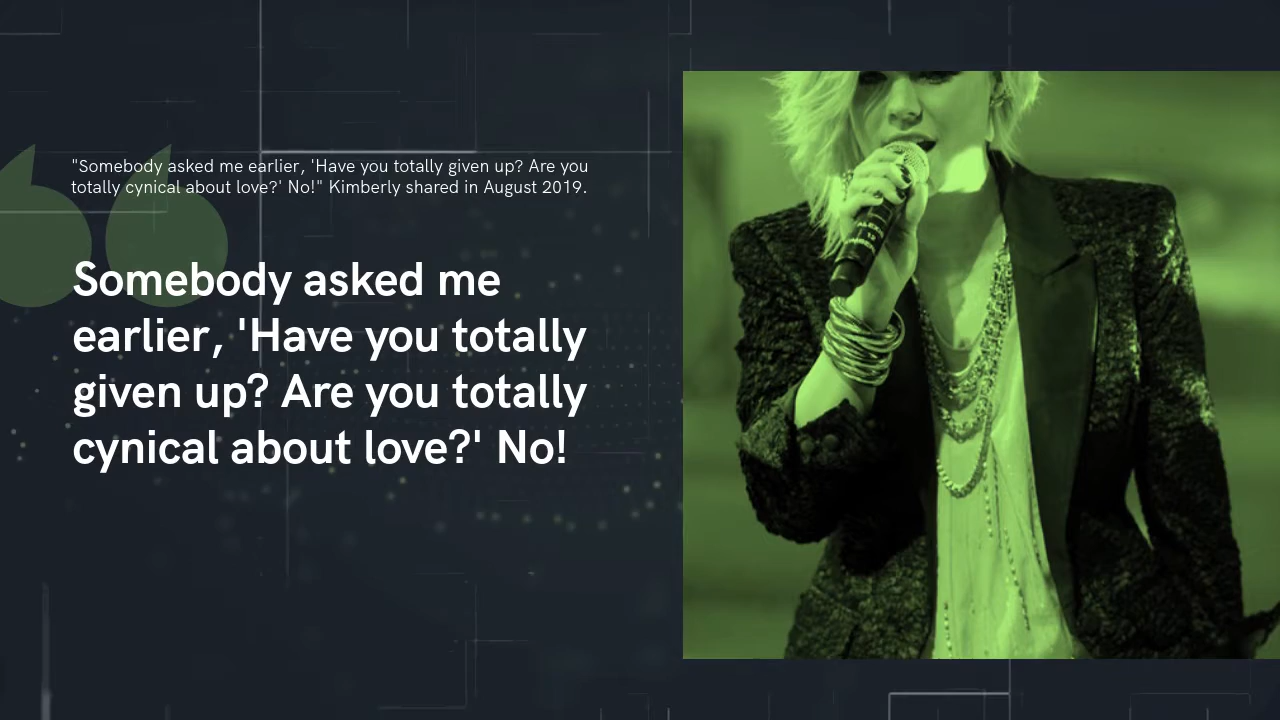 "Somebody asked me earlier, 'Have you totally given up? Are you
totally cynical about love?' No!" Kimberly shared in August 2019.
Somebody asked me
earlier, 'Have you totally
given up? Are you totally
cynical about love?' No!